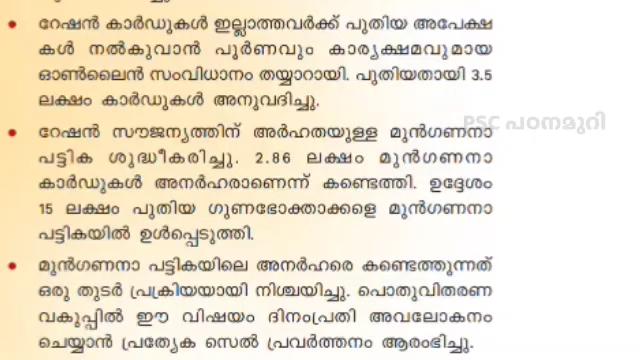 റേഷൻ കാർഡുകൾ ഇല്ലാത്തവർക്ക് പുതിയ അപേക്ഷ
കൾ നൽകുവാൻ പൂർണവും കാര്യക്ഷമവുമായ
ഓൺലൈൻ സംവിധാനം തയ്യാറായി. പുതിയതായി 3.5
ലക്ഷം കാർഡുകൾ അനുവദിച്ചു.
റേഷൻ സൗജന്യത്തിന് അർഹതയുള്ള മുൻഗണനാ
PSC പഠനമുറി
പട്ടിക ശുദ്ധീകരിച്ചു. 2.86 ലക്ഷം മുൻഗണനാ
കാർഡുകൾ അനർഹരാണെന്ന് കണ്ടെത്തി. ഉദ്ദേശം
15 ലക്ഷം പുതിയ ഗുണഭോക്താക്കളെ മുൻഗണനാ
പട്ടികയിൽ ഉൾപ്പെടുത്തി.
മുൻഗണനാ പട്ടികയിലെ അനർഹരെ കണ്ടെത്തുന്നത്
ഒരു തുടർ പ്രക്രിയയായി നിശ്ചയിച്ചു. പൊതുവിതരണ
വകുപ്പിൽ ഈ വിഷയം ദിനംപ്രതി അവലോകനം
ചെയ്യാൻ പ്രത്യേക സെൽ പ്രവർത്തനം ആരംഭിച്ചു.